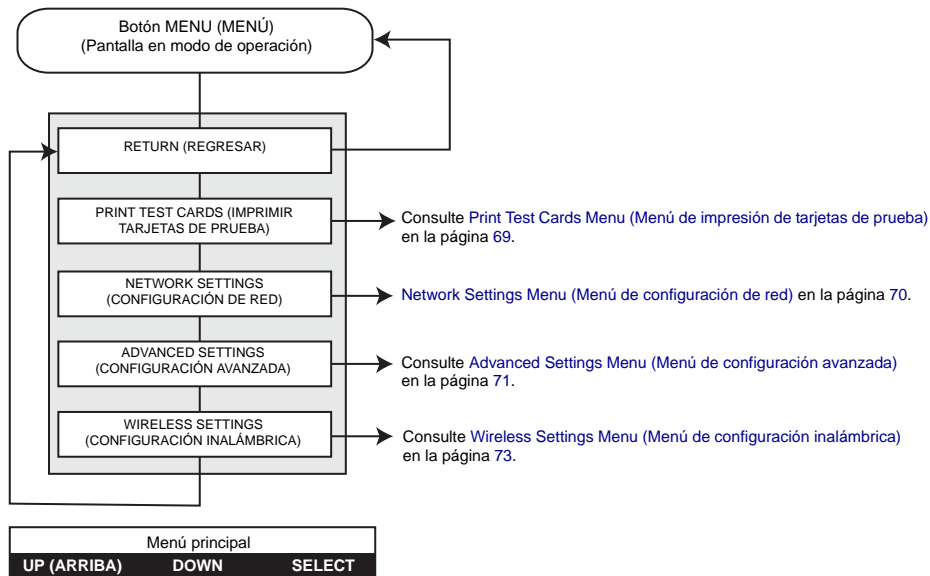 Botón MENU (MENÚ)
(Pantalla en modo de operación)
RETURN (REGRESAR)
PRINT TEST CARDS (IMPRIMIR
TARJETAS DE PRUEBA)
Consulte Print Test Cards Menu (Menú de impresión de tarjetas de prueba)
en la página 69.
NETWORK SETTINGS
(CONFIGURACIÓN DE RED)
Network Settings Menu (Menú de configuración de red) en la página 70.
ADVANCED SETTINGS
(CONFIGURACIÓN AVANZADA)
Consulte Advanced Settings Menu (Menú de configuración avanzada)
en la página 71.
WIRELESS SETTINGS
(CONFIGURACIÓN INALÁMBRICA)
Consulte Wireless Settings Menu (Menú de configuración inalámbrica)
en la página 73.
Menú principal
UP (ARRIBA) DOWN SELECT